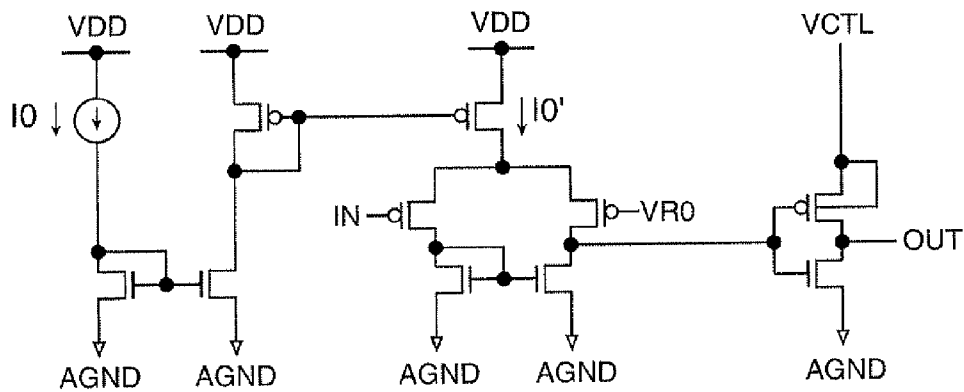 VDD
VDD
VDD
VCTL
I0
I0'
IN
VR0
OUT
AGND
AGND
AGND
AGND
AGND